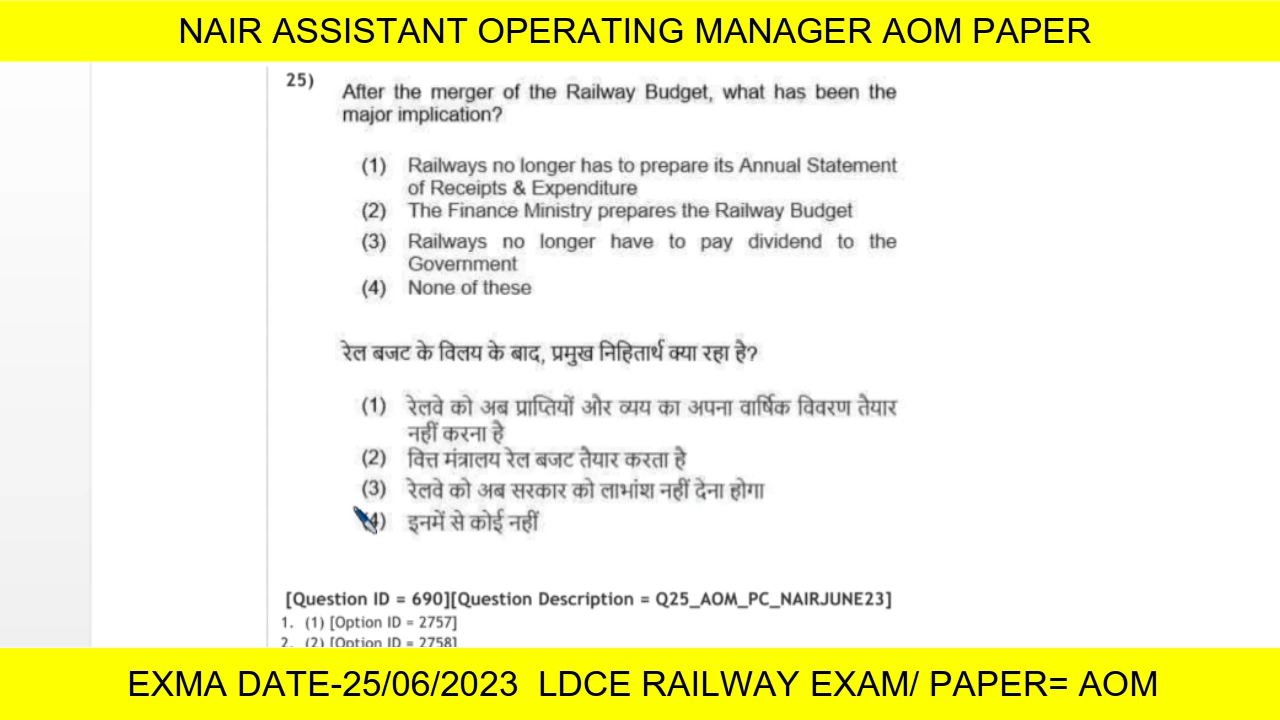 NAIR ASSISTANT OPERATING MANAGER AOM PAPER
25)
After the merger of the Railway Budget, what has been the
major implication?
(1) Railways no longer has to prepare its Annual Statement
of Receipts & Expenditure
(2) The Finance Ministry prepares the Railway Budget
(3) Railways no longer have to pay dividend to the
Government
(4) None of these
रेल बजट के विलय के बाद, प्रमुख निहितार्थ क्या रहा है?
(1) रेलवे को अब प्राप्तियों और व्यय का अपना वार्षिक विवरण तैयार
नहीं करना है
(2) वित्त मंत्रालय रेल बजट तैयार करता है
(3) रेलवे को अब सरकार को लाभांश नहीं देना होगा
(4) इनमें से कोई नहीं
[Question ID = 690][Question Description = Q25_AOM_PC_NAIRJUNE23]
1. (1) [Option ID = 2757]
2. (2) [Option ID = 2758]
EXMA DATE-25/06/2023 LDCE RAILWAY EXAM/ PAPER= AOM